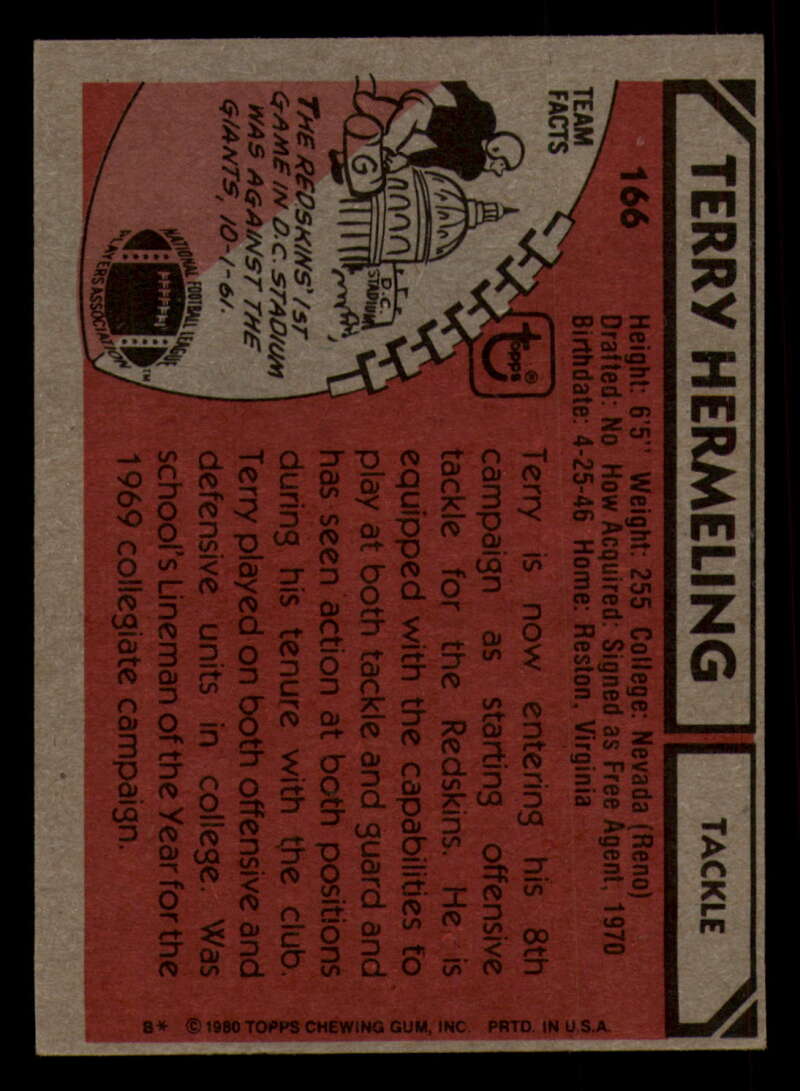 TERRY HERMELING
TACKLE
166
Height: 6'5" Weight: 255 College: Nevada (Reno)
Drafted: No How Acquired: Signed as Free Agent, 1970
Birthdate: 4-25-46 Home: Reston, Virginia
TEAM
FACTS
G
D.C.
STADIUM
THE REDSKINS' 1ST
GAME IN D.C. STADIUM
WAS AGAINST THE
GIANTS, 10-1-61.
NATIONAL FOOTBALL LEAGUE
PLAYERS ASSOCIATION
TM
Topps®
Terry is now entering his 8th
campaign as starting offensive
tackle for the Redskins. He is
equipped with the capabilities to
play at both tackle and guard and
has seen action at both positions
during his tenure with the club.
Terry played on both offensive and
defensive units in college. Was
school's Lineman of the Year for the
1969 collegiate campaign.
B* © 1980 TOPPS CHEWING GUM, INC. PRTD. IN U.S.A.